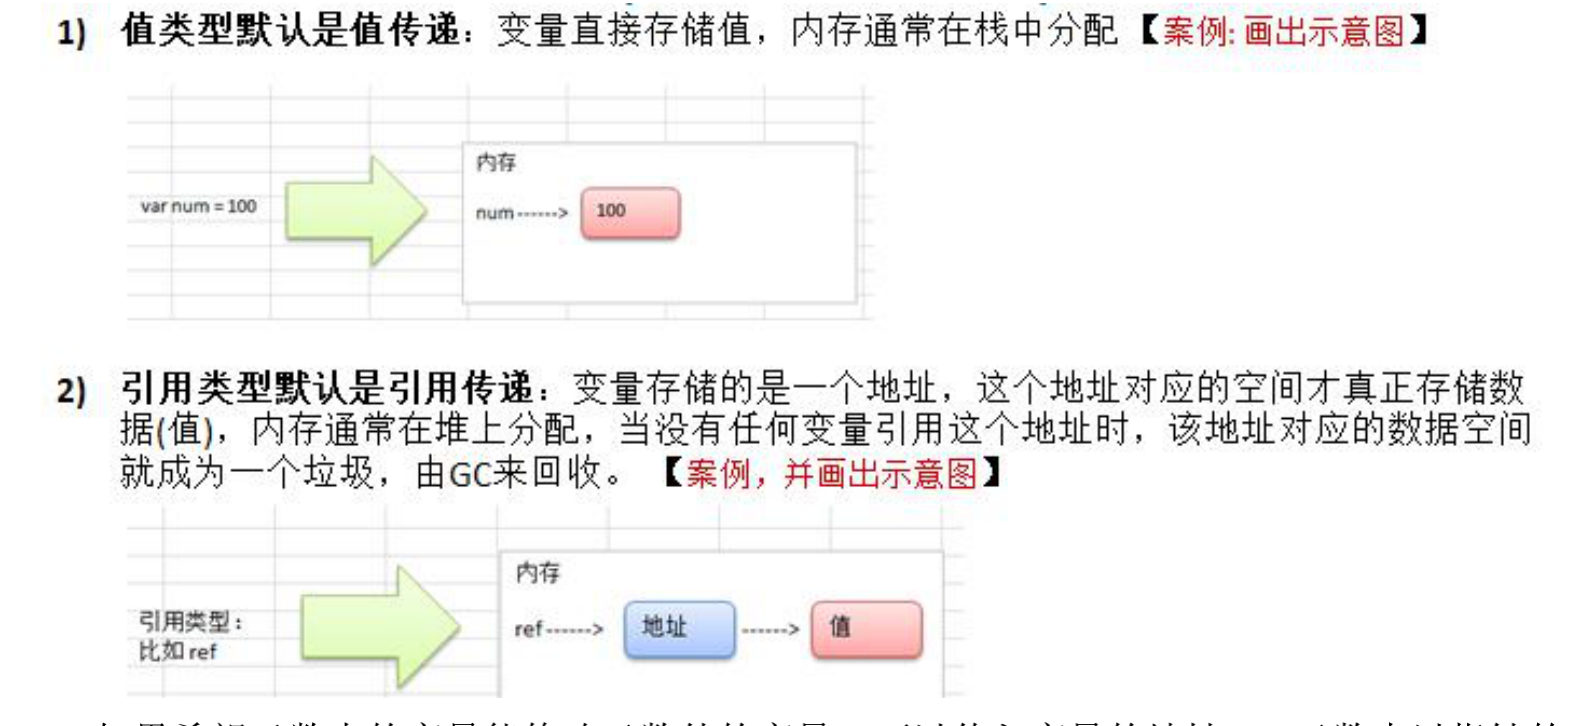 1) 值类型默认是值传递：变量直接存储值，内存通常在栈中分配【案例: 画出示意图】
内存
var num = 100
num ------>
100
2) 引用类型默认是引用传递：变量存储的是一个地址，这个地址对应的空间才真正存储数
据(值)，内存通常在堆上分配，当没有任何变量引用这个地址时，该地址对应的数据空间
就成为一个垃圾，由GC来回收。 【案例，并画出示意图】
内存
引用类型：
比如 ref
ref ------>
地址
------>
值